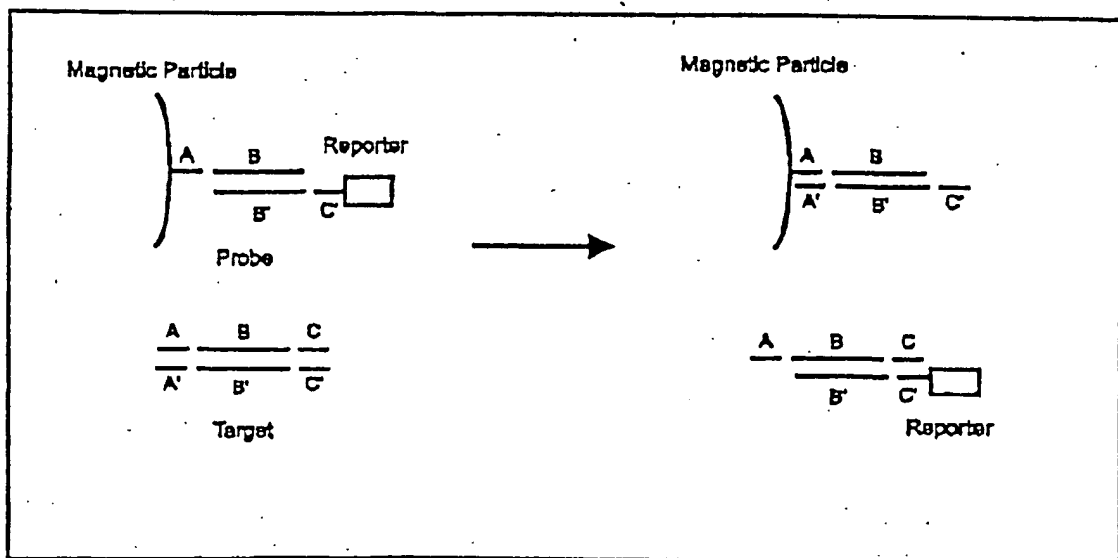 Magnetic Particle
A B Reporter
B' C'
Probe
A B C
A' B' C'
Target
Magnetic Particle
A B
A' B' C'
A B C
B' C'
Reporter